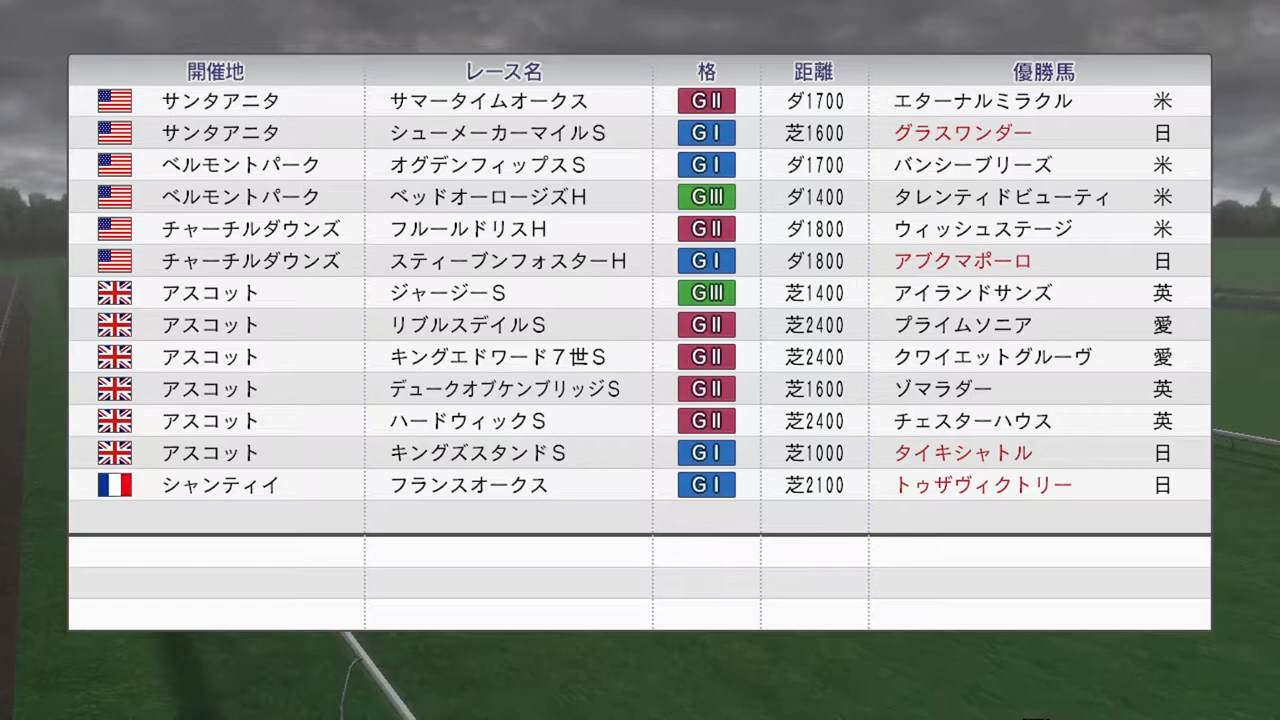 開催地 レース名 格 距離 優勝馬
サンタアニタ サマータイムオークス GⅡ ダ1700 エターナルミラクル 米
サンタアニタ シューメーカーマイルS GⅠ 芝1600 グラスワンダー 日
ベルモントパーク オグデンフィップスS GⅠ ダ1700 バンシーブリーズ 米
ベルモントパーク ベッドオーロージズH GⅢ ダ1400 タレンティドビューティ 米
チャーチルダウンズ フルールドリスH GⅡ ダ1800 ウィッシュステージ 米
チャーチルダウンズ スティーブンフォスターH GⅠ ダ1800 アブクマポーロ 日
アスコット ジャージーS GⅢ 芝1400 アイランドサンズ 英
アスコット リブルスデイルS GⅡ 芝2400 プライムソニア 愛
アスコット キングエドワード7世S GⅡ 芝2400 クワイエットグルーヴ 愛
アスコット デュークオブケンブリッジS GⅡ 芝1600 ゾマラダー 英
アスコット ハードウィックS GⅡ 芝2400 チェスターハウス 英
アスコット キングズスタンドS GⅠ 芝1000 タイキシャトル 日
シャンティイ フランスオークス GⅠ 芝2100 トゥザヴィクトリー 日